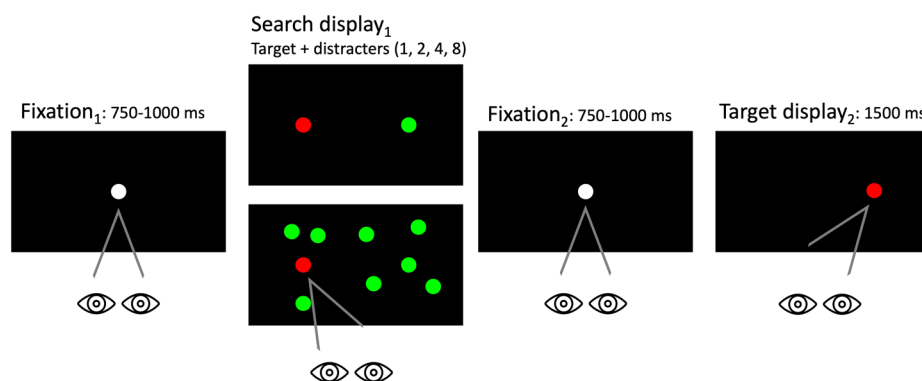 Fixation₁: 750-1000 ms
Search display₁
Target + distracters (1, 2, 4, 8)
Fixation₂: 750-1000 ms
Target display₂: 1500 ms